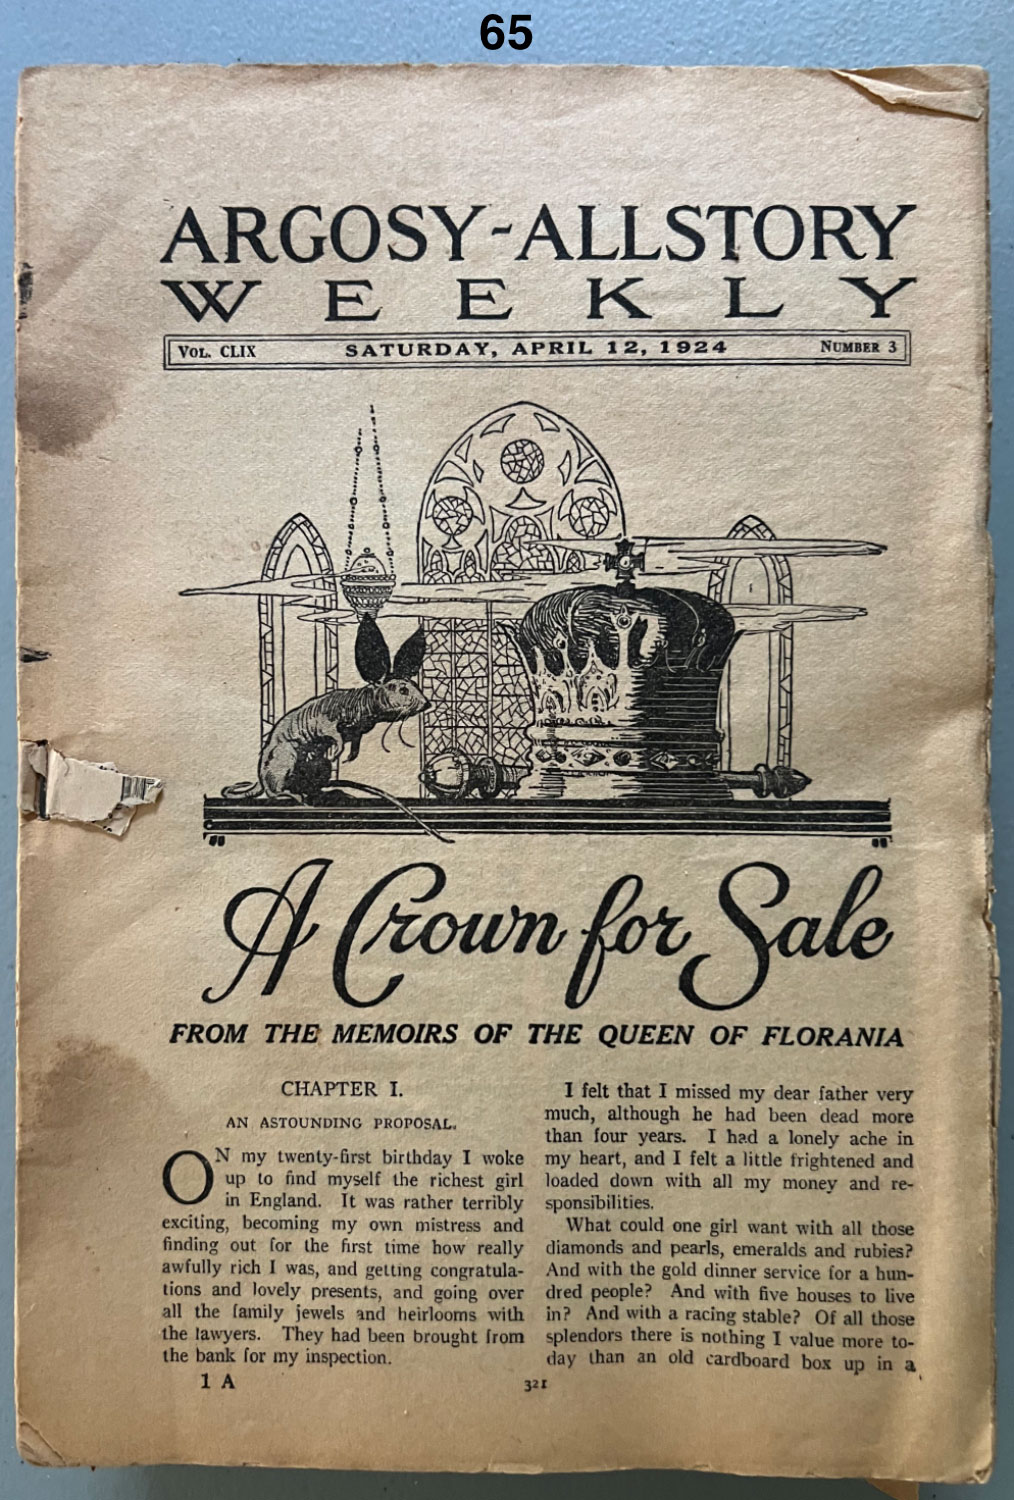 65
ARGOSY-ALLSTORY
WEEKLY
VOL. CLIX SATURDAY, APRIL 12, 1924 NUMBER 3
A Crown for Sale
FROM THE MEMOIRS OF THE QUEEN OF FLORANIA
CHAPTER I.
AN ASTOUNDING PROPOSAL.
ON my twenty-first birthday I woke
up to find myself the richest girl
in England. It was rather terribly
exciting, becoming my own mistress and
finding out for the first time how really
awfully rich I was, and getting congratula-
tions and lovely presents, and going over
all the family jewels and heirlooms with
the lawyers. They had been brought from
the bank for my inspection.
I felt that I missed my dear father very
much, although he had been dead more
than four years. I had a lonely ache in
my heart, and I felt a little frightened and
loaded down with all my money and re-
sponsibilities.
What could one girl want with all those
diamonds and pearls, emeralds and rubies?
And with the gold dinner service for a hun-
dred people? And with five houses to live
in? And with a racing stable? Of all those
splendors there is nothing I value more to-
day than an old cardboard box up in a
1 A
321